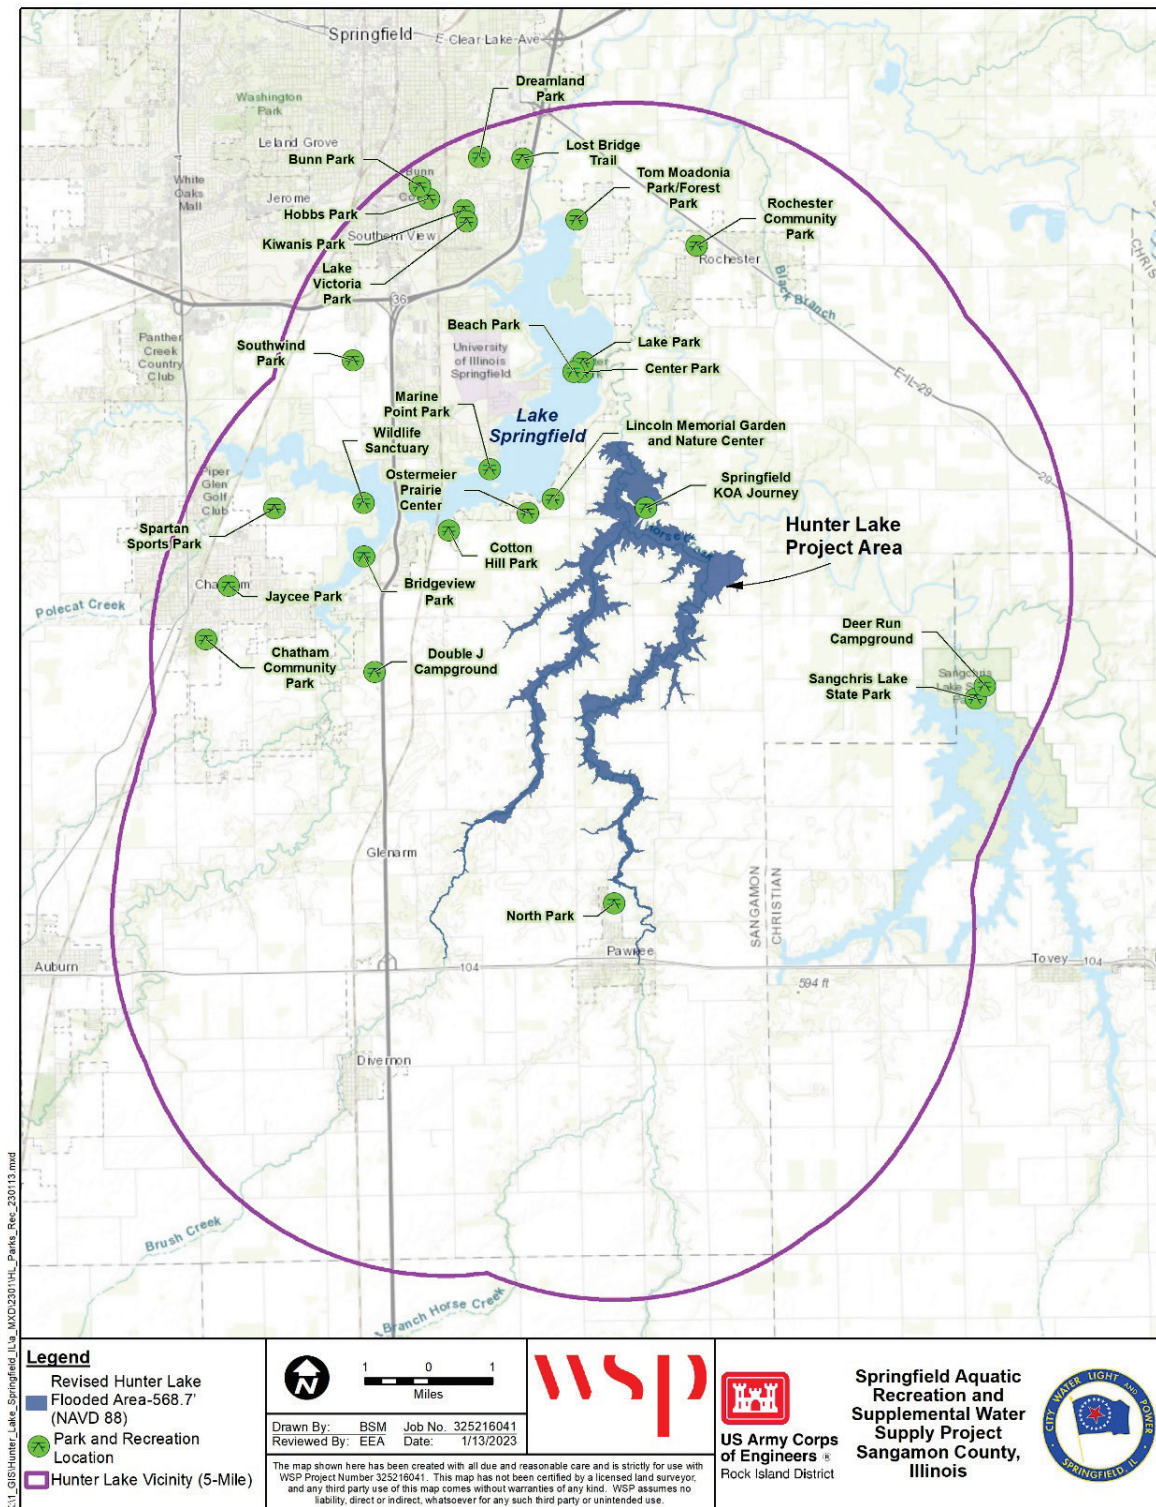 Springfield
E Clear Lake Ave
Dreamland
Park
Washington
Park
Leland Grove
Bunn Park
Lost Bridge
Trail
Tom Moadonia
Park/Forest
Park
White
Oaks
Mall
Jerome
Hobbs Park
Rochester
Community
Park
Kiwanis Park
Southern View
Rochester
Lake
Victoria
Park
36
Black Branch
Panther
Creek
Country
Club
Southwind
Park
Beach Park
University
of Illinois
Springfield
Lake Park
Center Park
E-IL-29
Marine
Point Park
Lake
Springfield
Wildlife
Sanctuary
Lincoln Memorial Garden
and Nature Center
Ostermeier
Prairie
Center
Piper
Glen
Golf
Club
Springfield
KOA Journey
29
Spartan
Sports Park
Hunter Lake
Project Area
Cotton
Hill Park
Bridgeview
Park
Jaycee Park
Polecat Creek
Deer Run
Campground
Chatham
Community
Park
Double J
Campground
Sangchris Lake
State Park
Glenarm
North Park
SANGAMON
CHRISTIAN
Pawnee
Auburn
104
Tovey
104
594 ft
Divernon
Brush Creek
Branch Horse Creek
Legend
Revised Hunter Lake
Flooded Area-568.7'
(NAVD 88)
Park and Recreation
Location
Hunter Lake Vicinity (5-Mile)
N
1 0 1
Miles
Drawn By: BSM Job No. 325216041
Reviewed By: EEA Date: 1/13/2023
The map shown here has been created with all due and reasonable care and is strictly for use with
WSP Project Number 325216041. This map has not been certified by a licensed land surveyor,
and any third party use of this map comes without warranties of any kind. WSP assumes no
liability, direct or indirect, whatsoever for any such third party or unintended use.
wsp
US Army Corps
of Engineers ®
Rock Island District
Springfield Aquatic
Recreation and
Supplemental Water
Supply Project
Sangamon County,
Illinois
CITY WATER LIGHT AND POWER
SPRINGFIELD, IL